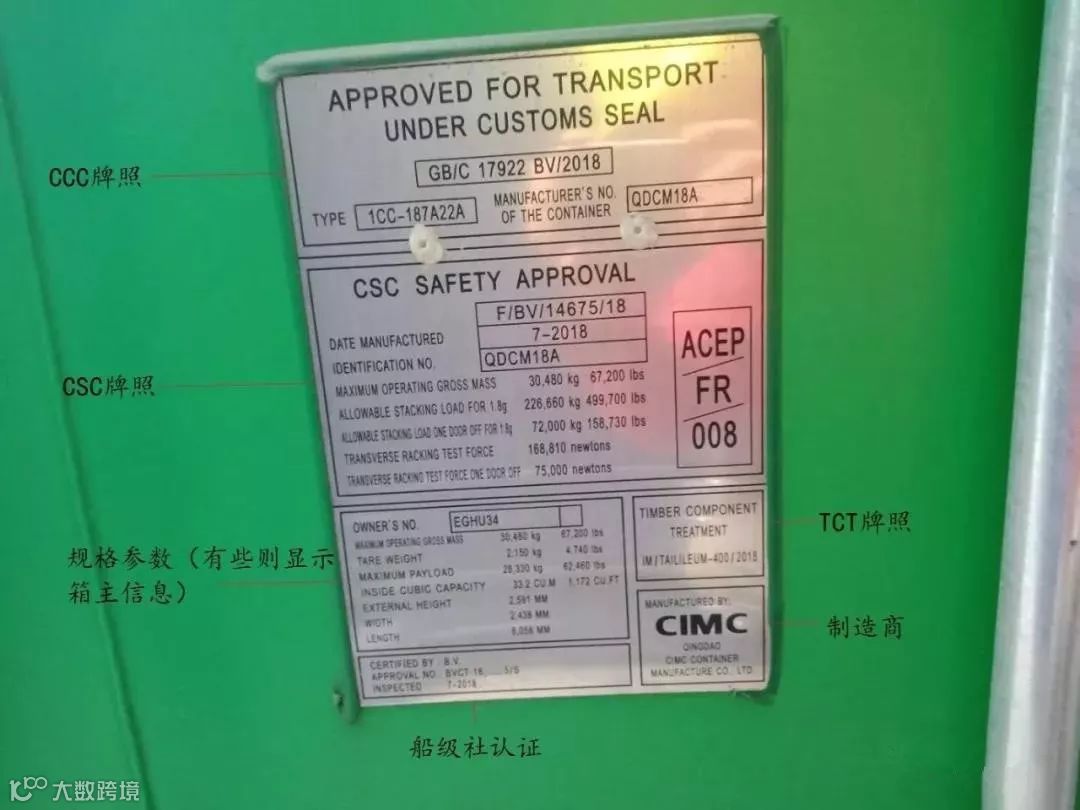 APPROVED FOR TRANSPORT
UNDER CUSTOMS SEAL
GB/C 17922 BV/2018
TYPE 1CC-187A22A MANUFACTURER'S NO. OF THE CONTAINER QDCM18A
CCC牌照
CSC SAFETY APPROVAL
F/BV/14675/18
DATE MANUFACTURED 7-2018
IDENTIFICATION NO. QDCM18A
MAXIMUM OPERATING GROSS MASS 30,480 kg 67,200 lbs
ALLOWABLE STACKING LOAD FOR 1.8g 226,660 kg 499,700 lbs
ALLOWABLE STACKING LOAD ONE DOOR OFF FOR 1.8g 72,000 kg 158,730 lbs
TRANSVERSE RACKING TEST FORCE 168,810 newtons
TRANSVERSE RACKING TEST FORCE ONE DOOR OFF 75,000 newtons
ACEP
FR
008
CSC牌照
OWNER'S NO. EGHU34
MAXIMUM OPERATING GROSS MASS 30,480 kg 67,200 lbs
TARE WEIGHT 2,150 kg 4,740 lbs
MAXIMUM PAYLOAD 28,330 kg 62,460 lbs
INSIDE CUBIC CAPACITY 33.2 CU.M 1,172 CU.FT
EXTERNAL HEIGHT 2,591 MM
WIDTH 2,438 MM
LENGTH 6,058 MM
规格参数（有些则显示
箱主信息）
TIMBER COMPONENT
TREATMENT
IM/TAILILEUM-400/2018
TCT牌照
MANUFACTURED BY:
CIMC
QINGDAO
CIMC CONTAINER
MANUFACTURE CO., LTD
制造商
CERTIFIED BY B.V.
APPROVAL NO. BVCT 18
INSPECTED 7-2018
船级社认证
大数跨境